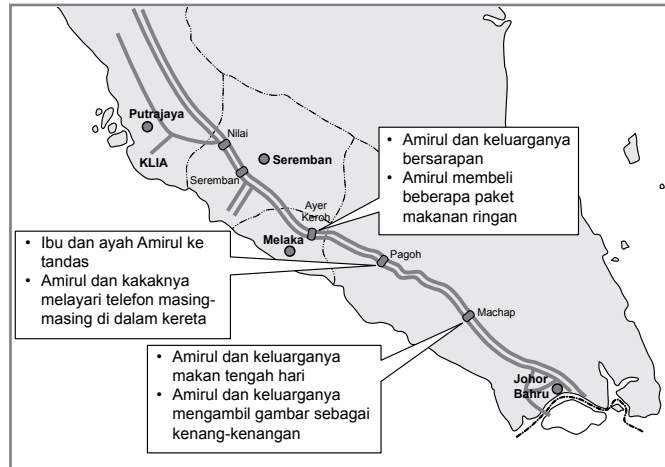 Putrajaya
Nilai
KLIA
Seremban
Seremban
Ayer
Keroh
Melaka
Pagoh
Machap
Johor
Bahru
• Amirul dan keluarganya
bersarapan
• Amirul membeli
beberapa paket
makanan ringan
• Ibu dan ayah Amirul ke
tandas
• Amirul dan kakaknya
melayari telefon masing-
masing di dalam kereta
• Amirul dan keluarganya
makan tengah hari
• Amirul dan keluarganya
mengambil gambar sebagai
kenang-kenangan